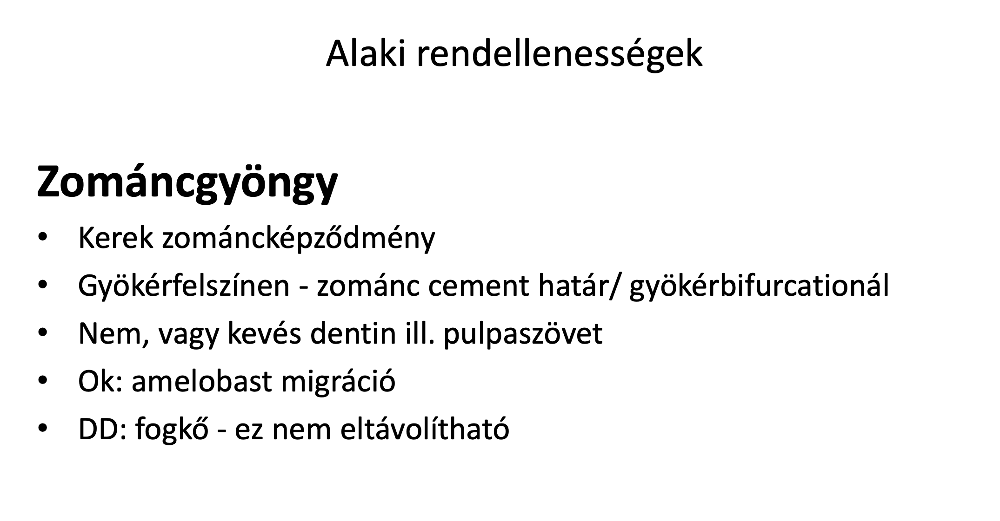 Alaki rendellenességek
Zománcgyöngy
• Kerek zománcképződmény
• Gyökérfelszínen - zománc cement határ/ gyökérbifurcationál
• Nem, vagy kevés dentin ill. pulpaszövet
• Ok: amelobast migráció
• DD: fogkő - ez nem eltávolítható